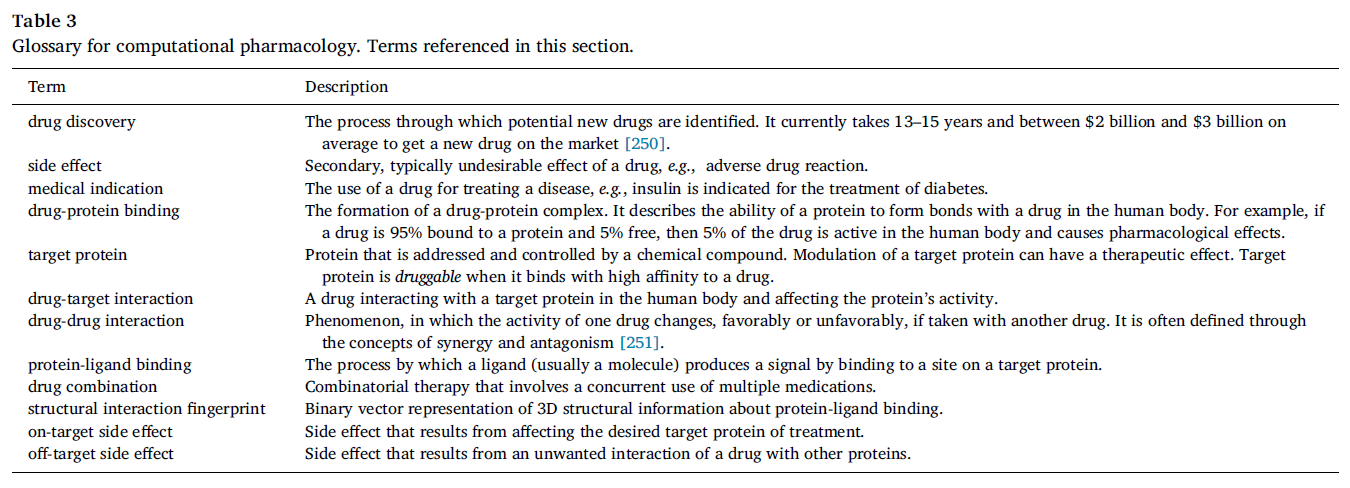 Table 3
Glossary for computational pharmacology. Terms referenced in this section.
Term Description
drug discovery The process through which potential new drugs are identified. It currently takes 13–15 years and between $2 billion and $3 billion on
average to get a new drug on the market [250].
side effect Secondary, typically undesirable effect of a drug, e.g., adverse drug reaction.
medical indication The use of a drug for treating a disease, e.g., insulin is indicated for the treatment of diabetes.
drug-protein binding The formation of a drug-protein complex. It describes the ability of a protein to form bonds with a drug in the human body. For example, if
a drug is 95% bound to a protein and 5% free, then 5% of the drug is active in the human body and causes pharmacological effects.
target protein Protein that is addressed and controlled by a chemical compound. Modulation of a target protein can have a therapeutic effect. Target
protein is druggable when it binds with high affinity to a drug.
drug-target interaction A drug interacting with a target protein in the human body and affecting the protein's activity.
drug-drug interaction Phenomenon, in which the activity of one drug changes, favorably or unfavorably, if taken with another drug. It is often defined through
the concepts of synergy and antagonism [251].
protein-ligand binding The process by which a ligand (usually a molecule) produces a signal by binding to a site on a target protein.
drug combination Combinatorial therapy that involves a concurrent use of multiple medications.
structural interaction fingerprint Binary vector representation of 3D structural information about protein-ligand binding.
on-target side effect Side effect that results from affecting the desired target protein of treatment.
off-target side effect Side effect that results from an unwanted interaction of a drug with other proteins.